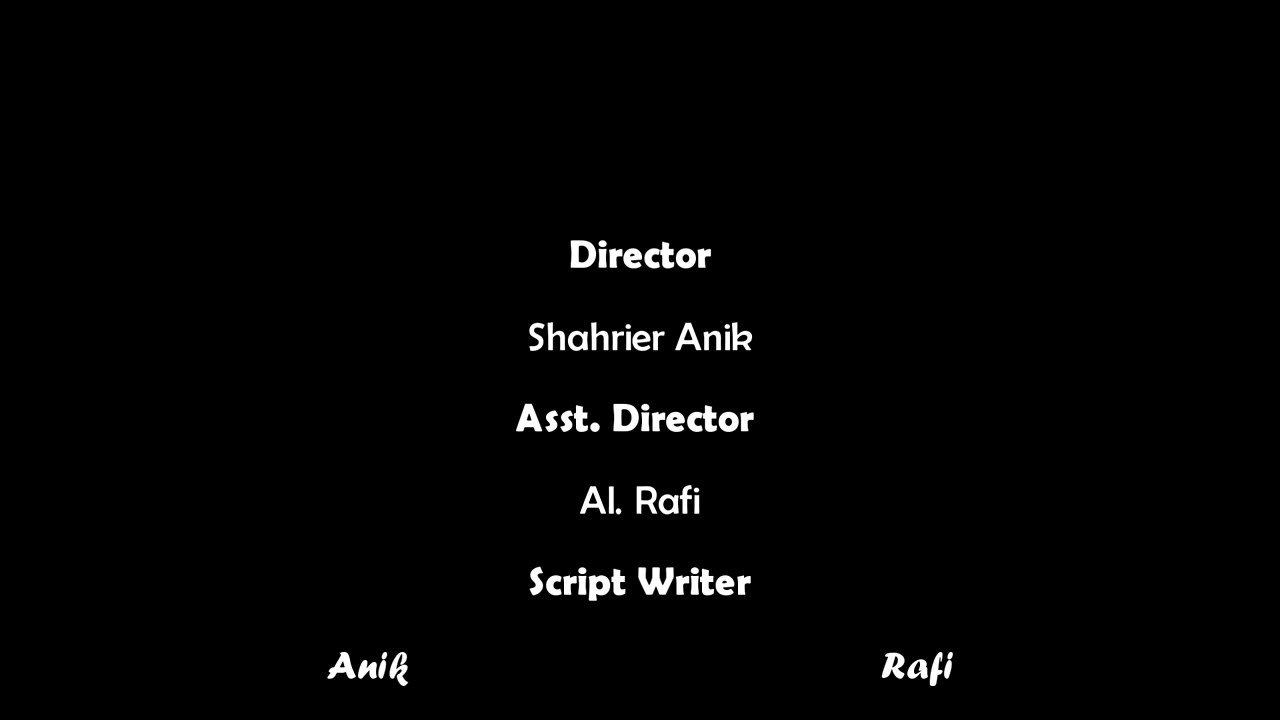 Director
Shahrier Anik
Asst. Director
Al. Rafi
Script Writer
Anik Rafi